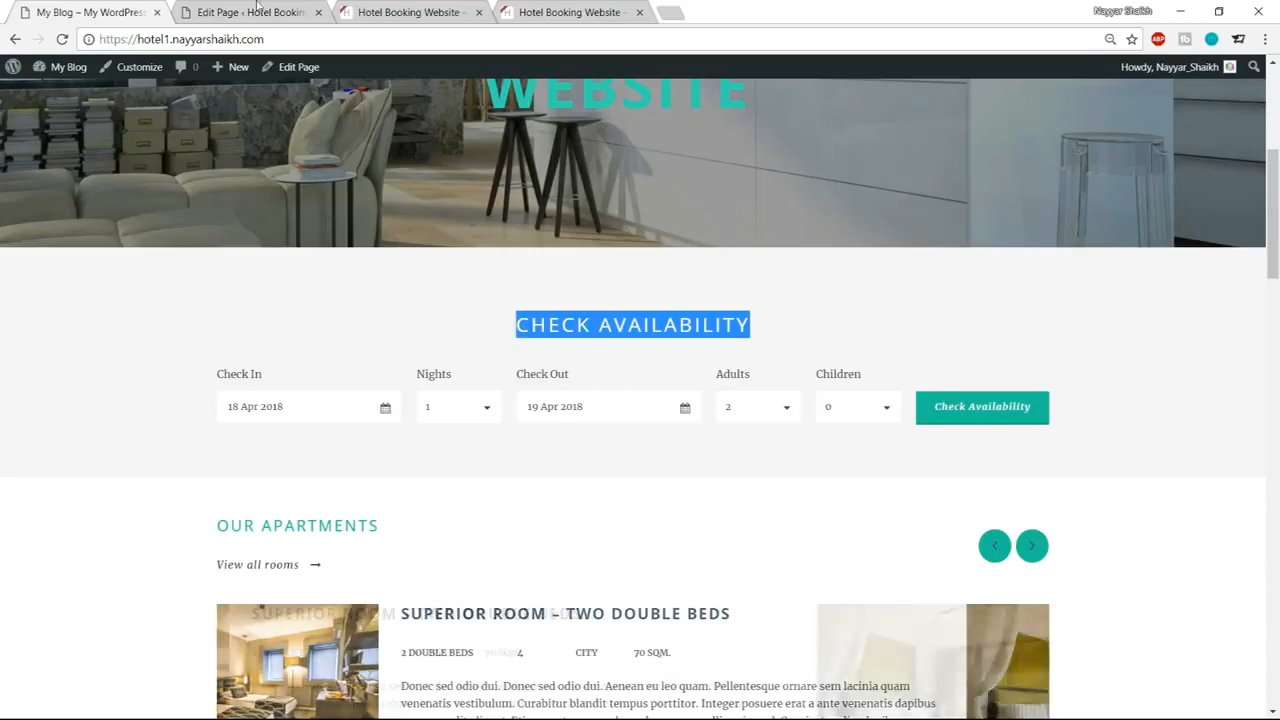 My Blog – My WordPress
Edit Page ‹ Hotel Bookin
Hotel Booking Website –
Hotel Booking Website –
Nayyar Shaikh
https://hotel1.nayyarshaikh.com
ABP
My Blog
Customize
0
New
Edit Page
Howdy, Nayyar_Shaikh
WEBSITE
CHECK AVAILABILITY
Check In
Nights
Check Out
Adults
Children
18 Apr 2018
1
19 Apr 2018
2
0
Check Availability
OUR APARTMENTS
View all rooms
SUPERIOR ROOM – TWO DOUBLE BEDS
2 DOUBLE BEDS
4
CITY
70 SQM.
Donec sed odio dui. Donec sed odio dui. Aenean eu leo quam. Pellentesque ornare sem lacinia quam
venenatis vestibulum. Curabitur blandit tempus porttitor. Integer posuere erat a ante venenatis dapibus